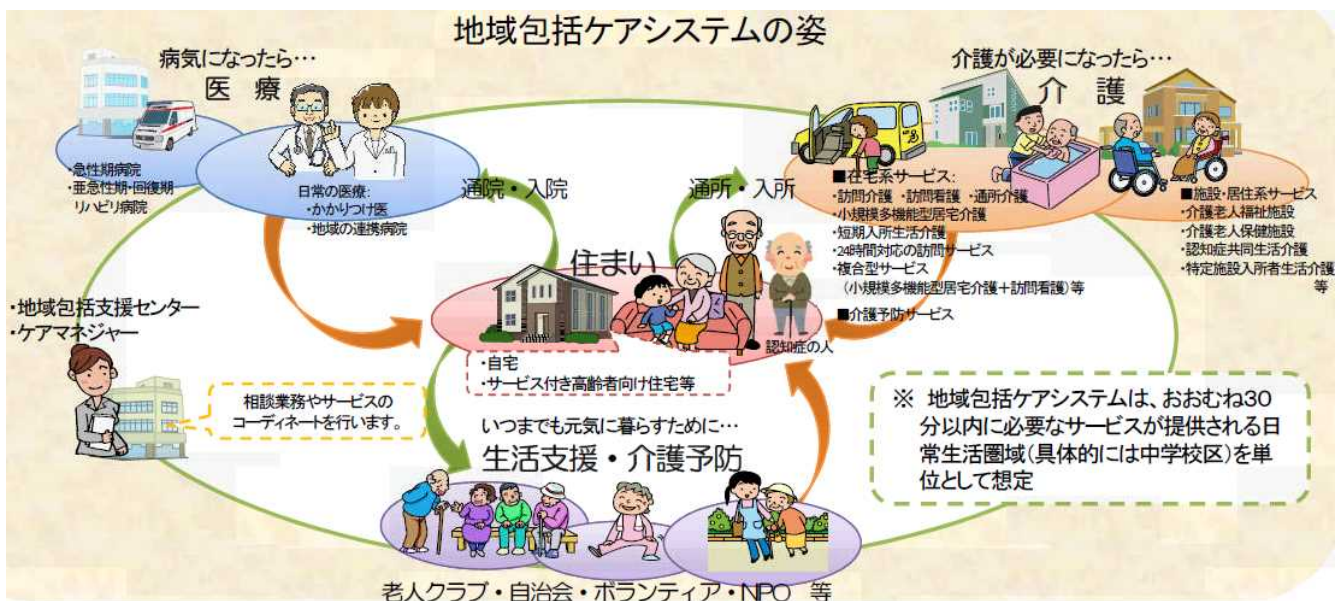 地域包括ケアシステムの姿
病気になったら…
医 療
・急性期病院
・亜急性期・回復期
リハビリ病院
日常の医療:
・かかりつけ医
・地域の連携病院
通院・入院
通所・入所
介護が必要になったら…
介 護
■在宅系サービス:
・訪問介護 ・訪問看護 ・通所介護
・小規模多機能型居宅介護
・短期入所生活介護
・24時間対応の訪問サービス
・複合型サービス
(小規模多機能型居宅介護+訪問看護)等
■介護予防サービス
■施設・居住系サービス
・介護老人福祉施設
・介護老人保健施設
・認知症共同生活介護
・特定施設入所者生活介護
等
住まい
認知症の人
・自宅
・サービス付き高齢者向け住宅等
・地域包括支援センター
・ケアマネジャー
相談業務やサービスの
コーディネートを行います。
いつまでも元気に暮らすために…
生活支援・介護予防
老人クラブ・自治会・ボランティア・NPO 等
※ 地域包括ケアシステムは、おおむね30
分以内に必要なサービスが提供される日
常生活圏域(具体的には中学校区)を単
位として想定